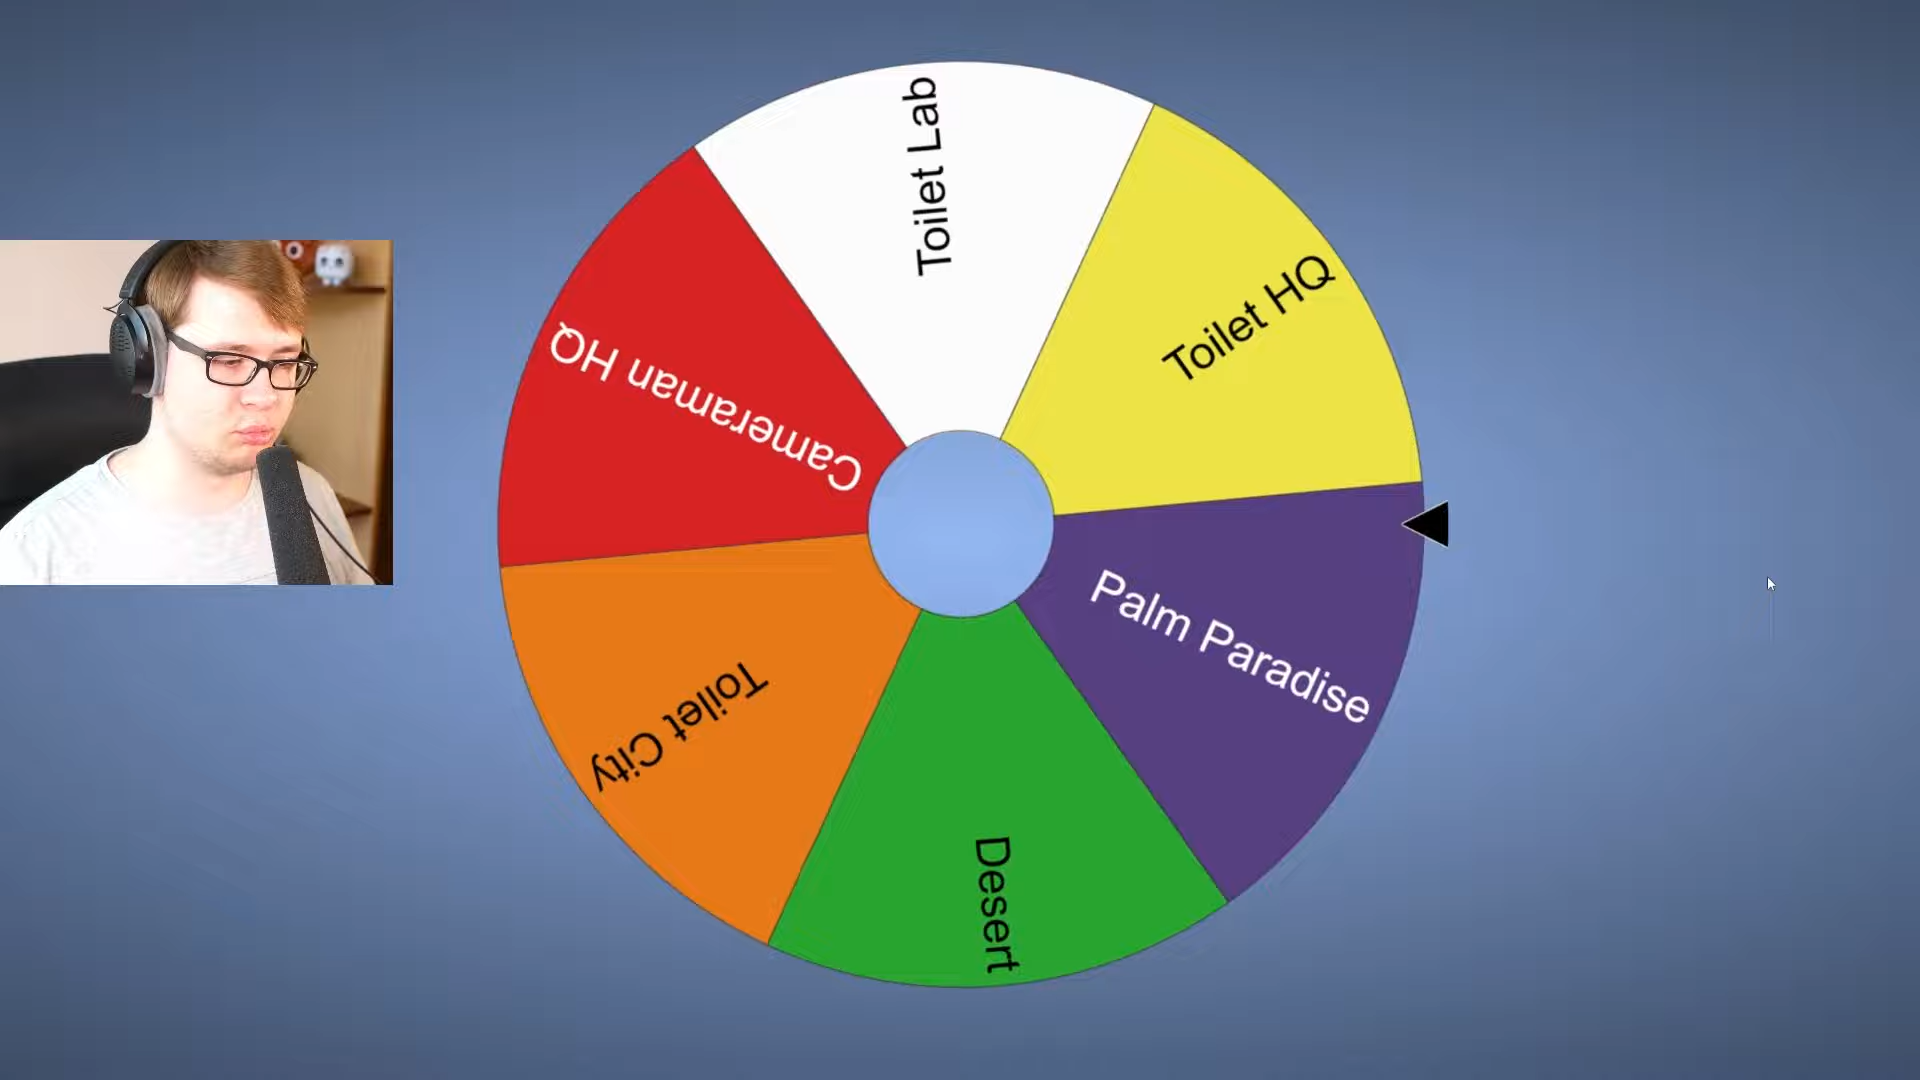 Toilet Lab
Toilet HQ
Cameraman HQ
Palm Paradise
Toilet City
Desert